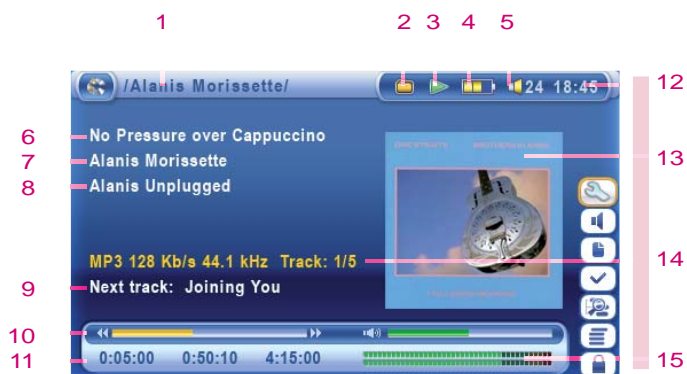 1 2 3 4 5
/Alanis Morissette/ 24 18:45 12
6 No Pressure over Cappuccino
7 Alanis Morissette 13
8 Alanis Unplugged
MP3 128 Kb/s 44.1 kHz Track: 1/5 14
9 Next track: Joining You
10
11 0:05:00 0:50:10 4:15:00 15